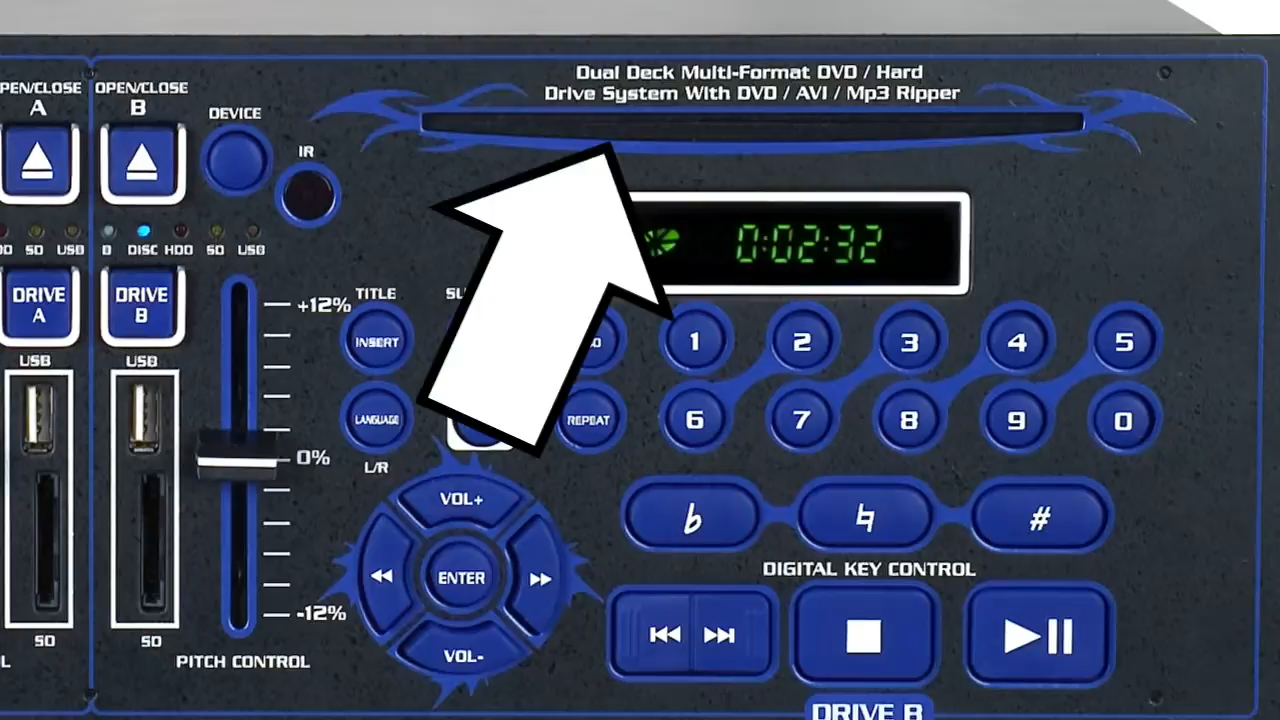 Dual Deck Multi-Format DVD / Hard
Drive System With DVD / AVI / Mp3 Ripper
OPEN/CLOSE
B
DEVICE
IR
A
B DISC HDD SD USB
SD USB
0:02:32
DRIVE
A
DRIVE
B
+12%
TITLE
INSERT
1 2 3 4 5
USB
USB
LANGUAGE
REPEAT
6 7 8 9 0
0%
L/R
VOL+
b ♮ #
ENTER
DIGITAL KEY CONTROL
-12%
SD
SD
VOL-
PITCH CONTROL
DRIVE B